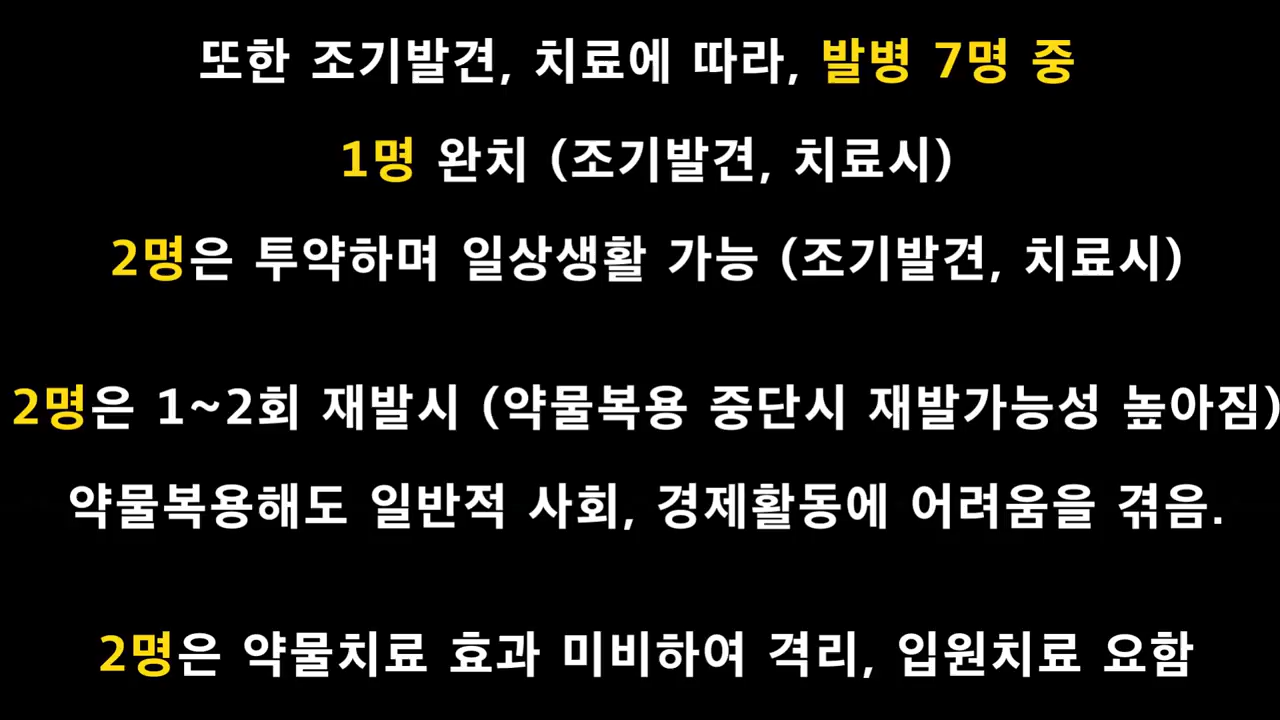 또한 조기발견, 치료에 따라, 발병 7명 중
1명 완치 (조기발견, 치료시)
2명은 투약하며 일상생활 가능 (조기발견, 치료시)
2명은 1~2회 재발시 (약물복용 중단시 재발가능성 높아짐)
약물복용해도 일반적 사회, 경제활동에 어려움을 겪음.
2명은 약물치료 효과 미비하여 격리, 입원치료 요함